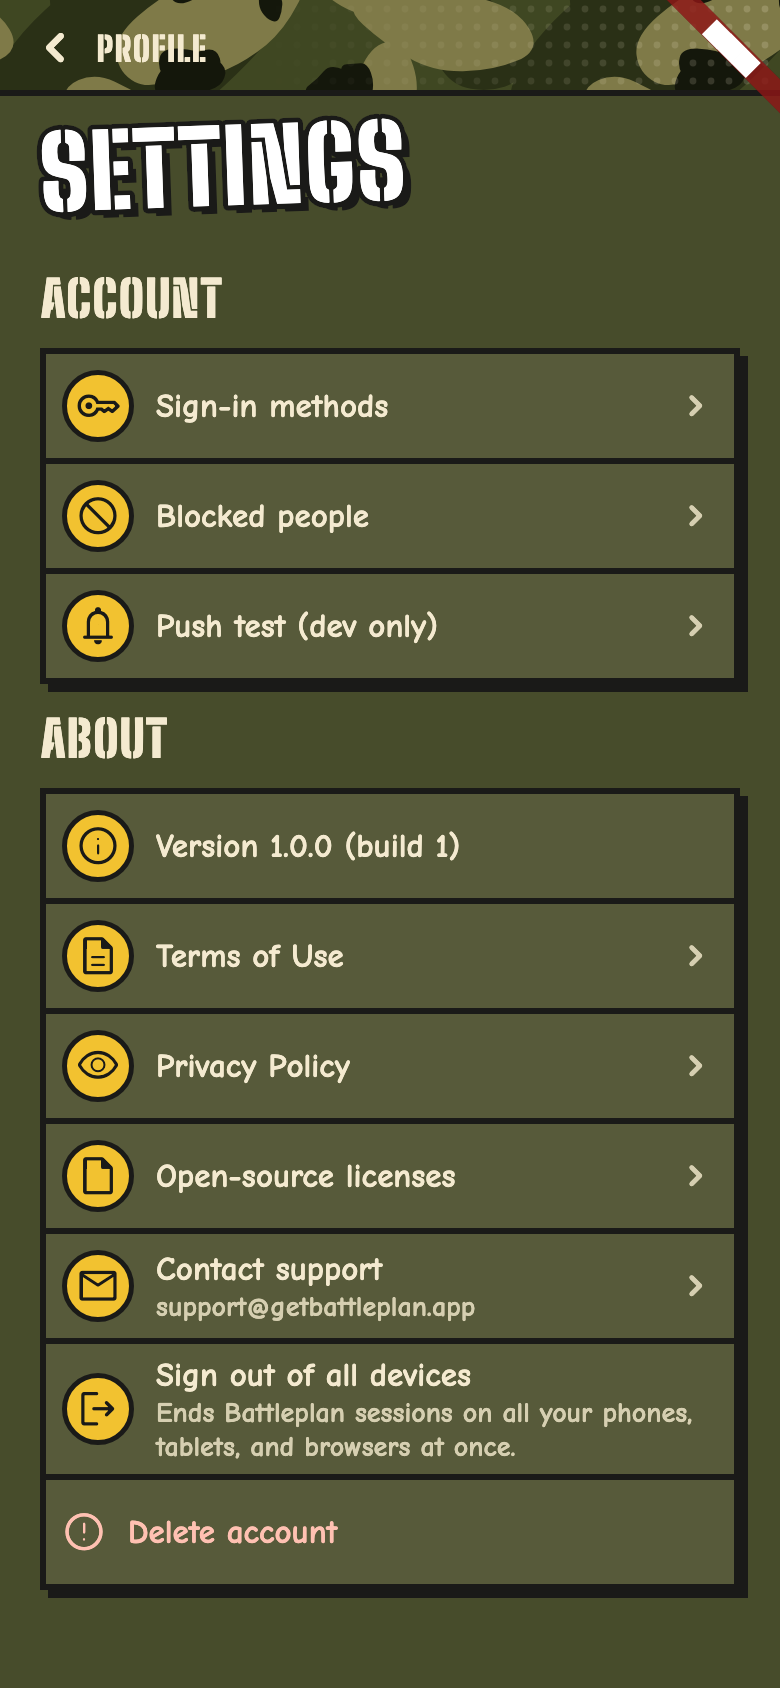 PROFILE
SETTINGS
ACCOUNT
Sign-in methods
Blocked people
Push test (dev only)
ABOUT
Version 1.0.0 (build 1)
Terms of Use
Privacy Policy
Open-source licenses
Contact support
support@getbattleplan.app
Sign out of all devices
Ends Battleplan sessions on all your phones,
tablets, and browsers at once.
Delete account